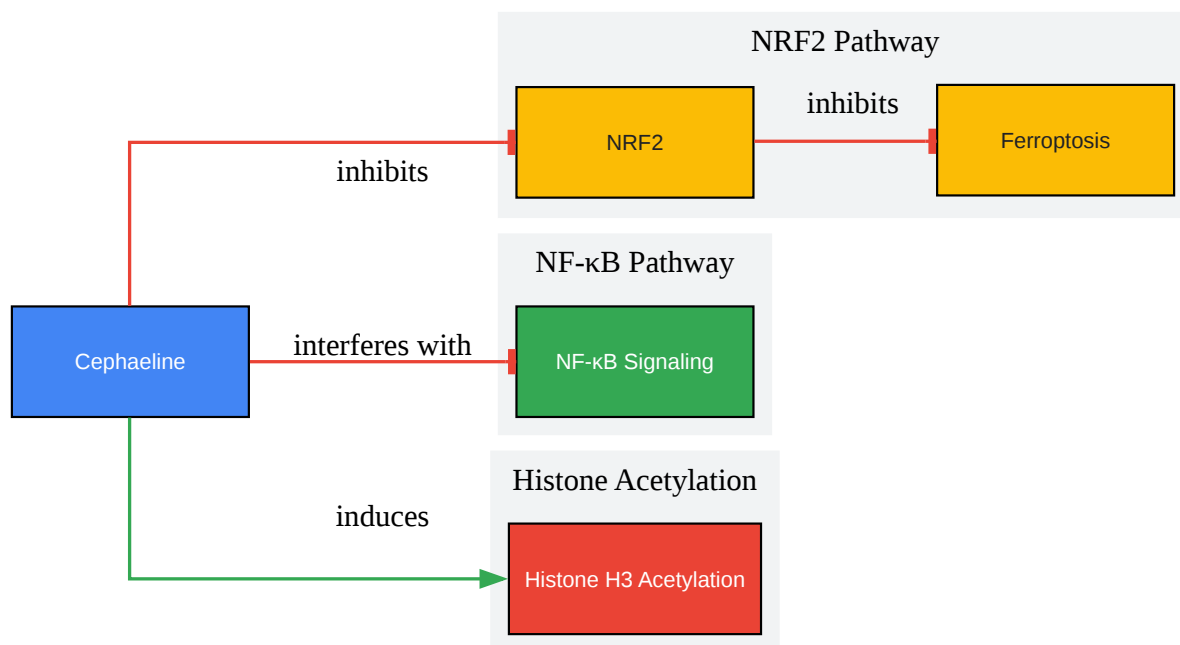 NRF2 Pathway
inhibits
NRF2
Ferroptosis
inhibits
NF-κB Pathway
Cephaeline
interferes with
NF-κB Signaling
Histone Acetylation
induces
Histone H3 Acetylation